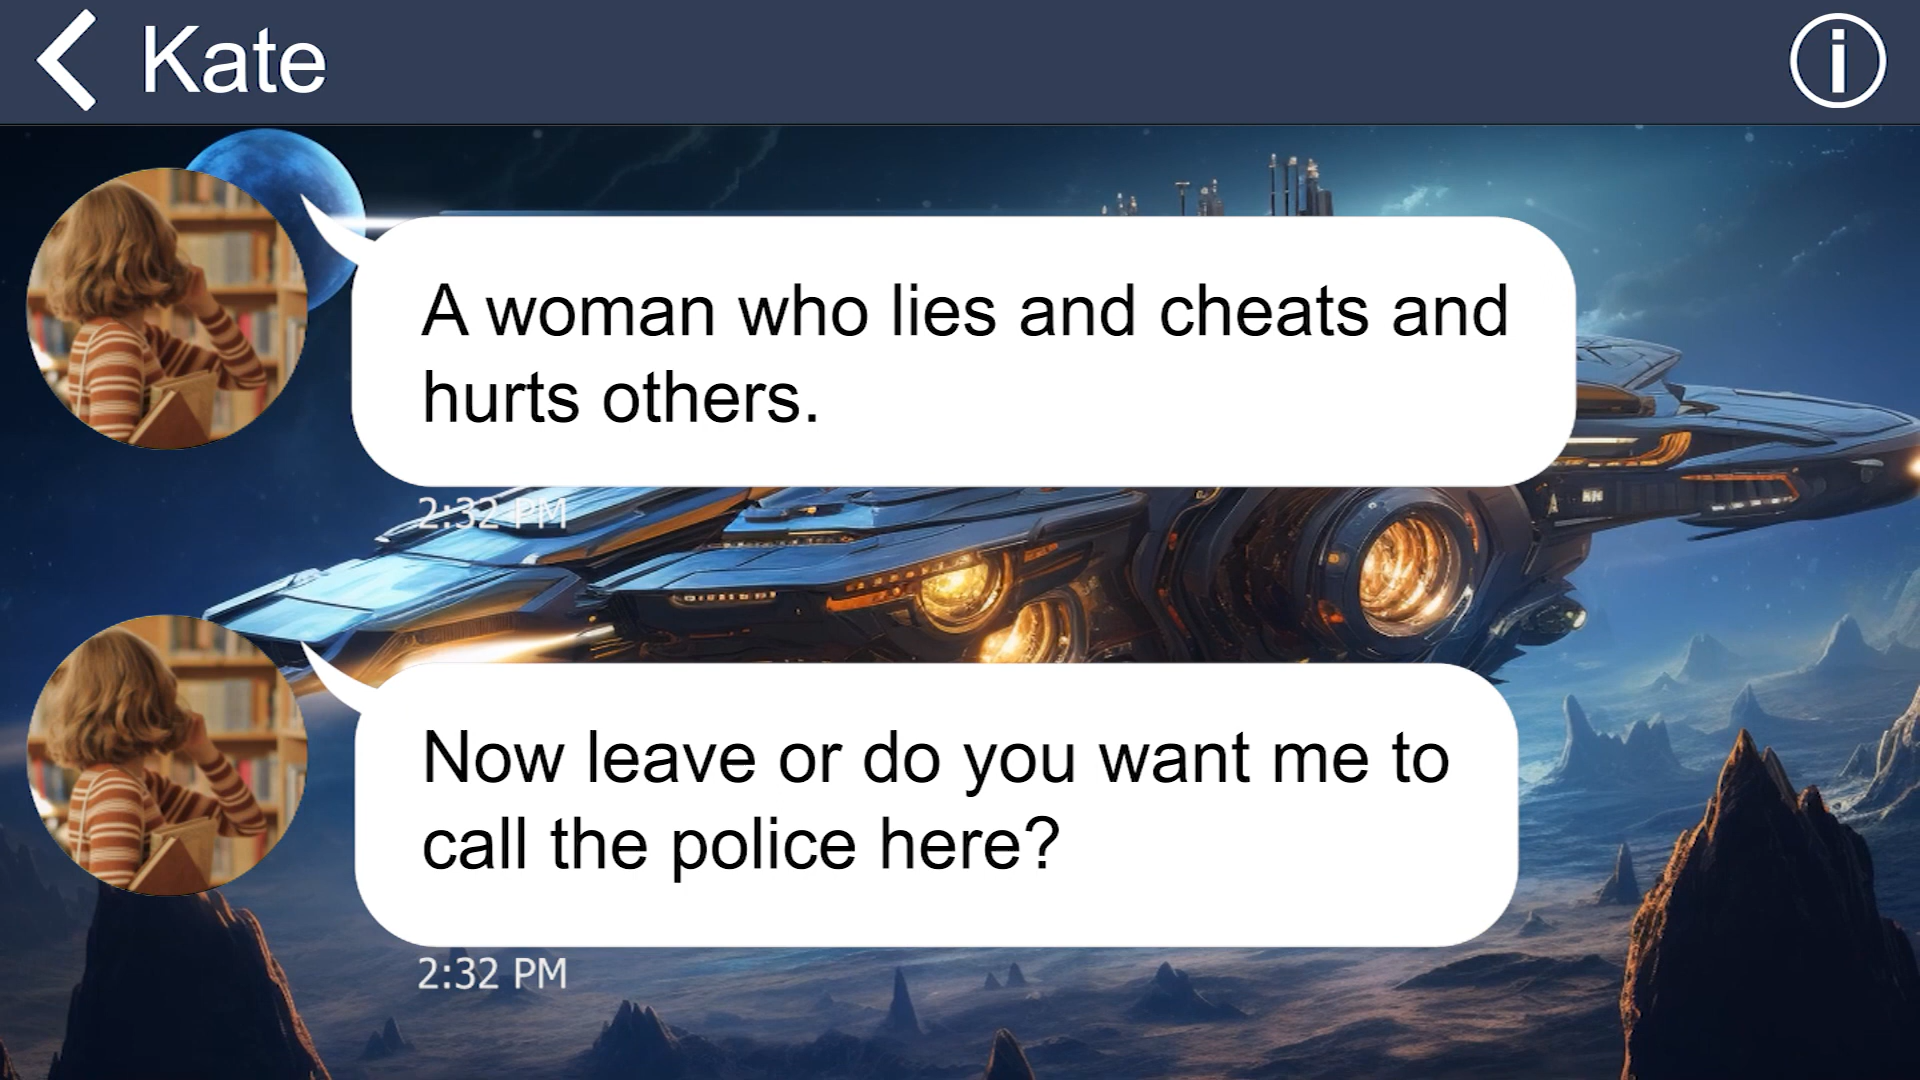 Kate
A woman who lies and cheats and
hurts others.
2:32 PM
Now leave or do you want me to
call the police here?
2:32 PM